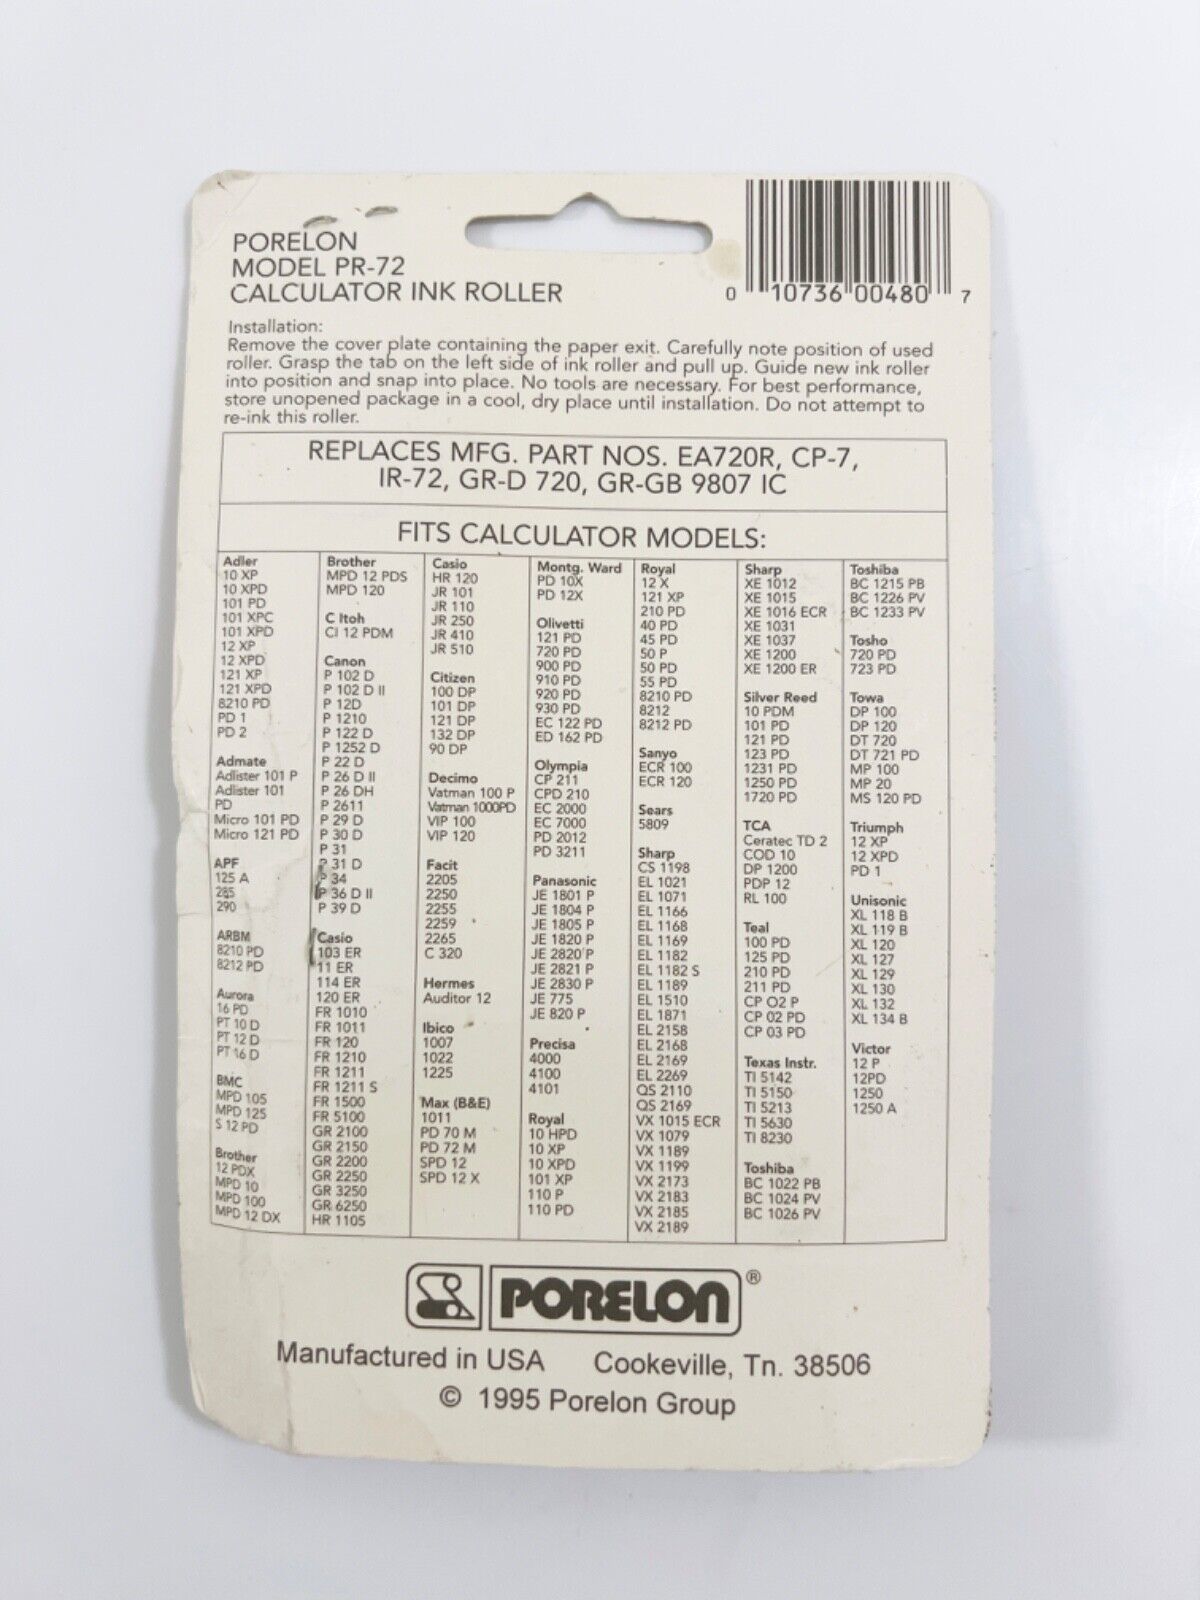 PORELON
MODEL PR-72
CALCULATOR INK ROLLER
0 10736 00480 7
Installation:
Remove the cover plate containing the paper exit. Carefully note position of used
roller. Grasp the tab on the left side of ink roller and pull up. Guide new ink roller
into position and snap into place. No tools are necessary. For best performance,
store unopened package in a cool, dry place until installation. Do not attempt to
re-ink this roller.
REPLACES MFG. PART NOS. EA720R, CP-7,
IR-72, GR-D 720, GR-GB 9807 IC
FITS CALCULATOR MODELS:
Adler
10 XP
10 XPD
101 PD
101 XPC
101 XPD
12 XP
12 XPD
121 XP
121 XPD
8210 PD
PD 1
PD 2
Admate
Adlister 101 P
Adlister 101
PD
Micro 101 PD
Micro 121 PD
APF
125 A
285
290
ARBM
8210 PD
8212 PD
Aurora
16 PD
PT 10 D
PT 12 D
PT 16 D
BMC
MPD 105
MPD 125
S 12 PD
Brother
12 PDX
MPD 10
MPD 100
MPD 12 DX
Brother
MPD 12 PDS
MPD 120
C Itoh
CI 12 PDM
Canon
P 102 D
P 102 D II
P 12D
P 1210
P 122 D
P 1252 D
P 22 D
P 26 D II
P 26 DH
P 2611
P 29 D
P 30 D
P 31
P 31 D
P 34
P 36 D II
P 39 D
Casio
103 ER
11 ER
114 ER
120 ER
FR 1010
FR 1011
FR 120
FR 1210
FR 1211
FR 1211 S
FR 1500
FR 5100
GR 2100
GR 2150
GR 2200
GR 2250
GR 3250
GR 6250
HR 1105
Casio
HR 120
JR 101
JR 110
JR 250
JR 410
JR 510
Citizen
100 DP
101 DP
121 DP
132 DP
90 DP
Decimo
Vatman 100 P
Vatman 1000PD
VIP 100
VIP 120
Facit
2205
2250
2255
2259
2265
C 320
Hermes
Auditor 12
Ibico
1007
1022
1225
Max (B&E)
1011
PD 70 M
PD 72 M
SPD 12
SPD 12 X
Montg. Ward
PD 10X
PD 12X
Olivetti
121 PD
720 PD
900 PD
910 PD
920 PD
930 PD
EC 122 PD
ED 162 PD
Olympia
CP 211
CPD 210
EC 2000
EC 7000
PD 2012
PD 3211
Panasonic
JE 1801 P
JE 1804 P
JE 1805 P
JE 1820 P
JE 2820 P
JE 2821 P
JE 2830 P
JE 775
JE 820 P
Precisa
4000
4100
4101
Royal
10 HPD
10 XP
10 XPD
101 XP
110 P
110 PD
Royal
12 X
121 XP
210 PD
40 PD
45 PD
50 P
50 PD
55 PD
8210 PD
8212
8212 PD
Sanyo
ECR 100
ECR 120
Sears
5809
Sharp
CS 1198
EL 1021
EL 1071
EL 1166
EL 1168
EL 1169
EL 1182
EL 1182 S
EL 1189
EL 1510
EL 1871
EL 2158
EL 2168
EL 2169
EL 2269
QS 2110
QS 2169
VX 1015 ECR
VX 1079
VX 1189
VX 1199
VX 2173
VX 2183
VX 2185
VX 2189
Sharp
XE 1012
XE 1015
XE 1016 ECR
XE 1031
XE 1037
XE 1200
XE 1200 ER
Silver Reed
10 PDM
101 PD
121 PD
123 PD
1231 PD
1250 PD
1720 PD
TCA
Ceratec TD 2
COD 10
DP 1200
PDP 12
RL 100
Teal
100 PD
125 PD
210 PD
211 PD
CP O2 P
CP 02 PD
CP 03 PD
Texas Instr.
TI 5142
TI 5150
TI 5213
TI 5630
TI 8230
Toshiba
BC 1022 PB
BC 1024 PV
BC 1026 PV
Toshiba
BC 1215 PB
BC 1226 PV
BC 1233 PV
Tosho
720 PD
723 PD
Towa
DP 100
DP 120
DT 720
DT 721 PD
MP 100
MP 20
MS 120 PD
Triumph
12 XP
12 XPD
PD 1
Unisonic
XL 118 B
XL 119 B
XL 120
XL 127
XL 129
XL 130
XL 132
XL 134 B
Victor
12 P
12PD
1250
1250 A
PORELON ®
Manufactured in USA Cookeville, Tn. 38506
© 1995 Porelon Group